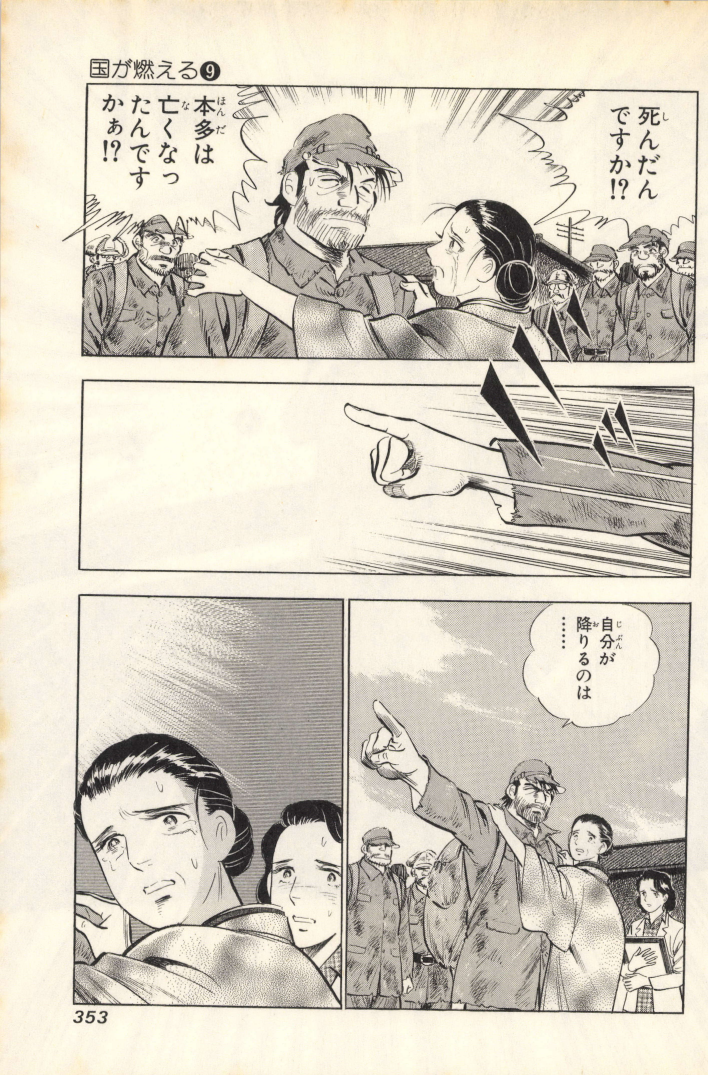 国が燃える❾
死んだん
ですか!?
本多は
亡くなっ
たんです
かぁ!?
自分が
降りるのは
……
353